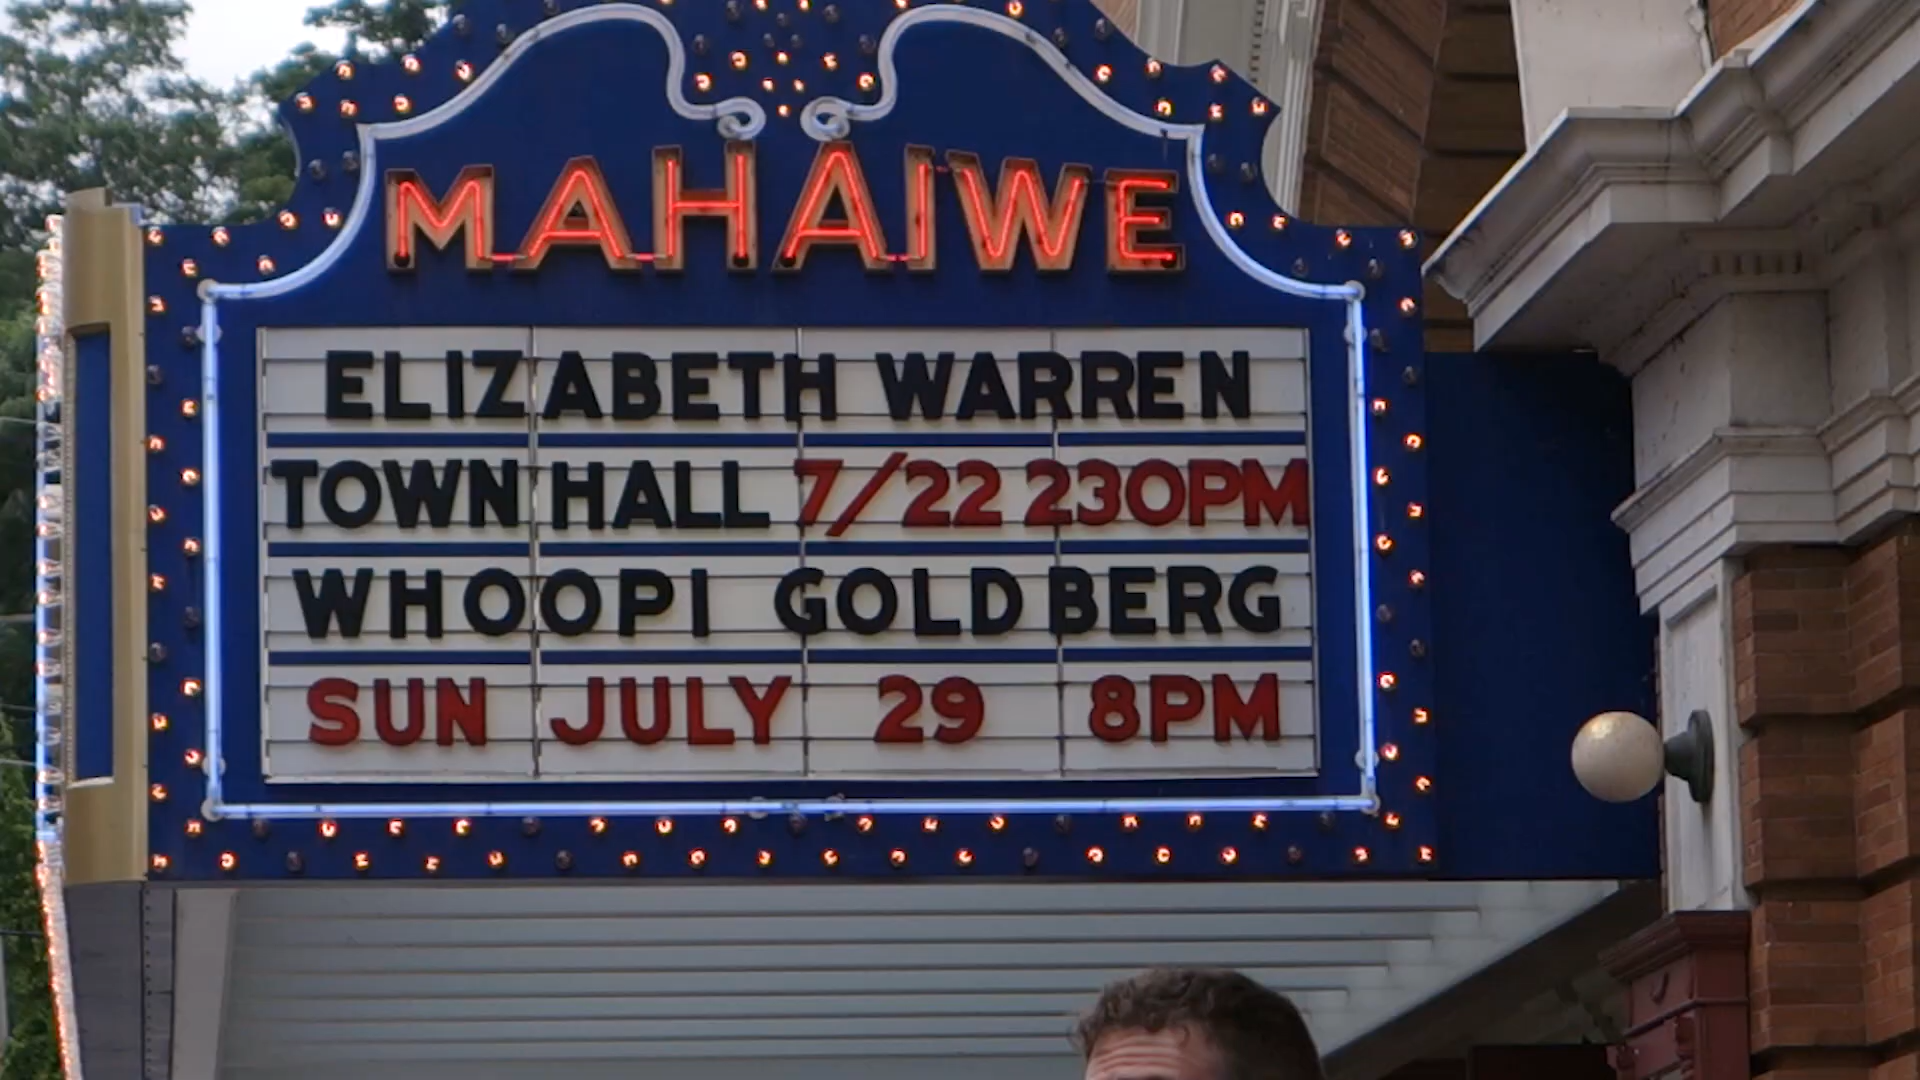 MAHAIWE
ELIZABETH WARREN
TOWN HALL 7/22 230PM
WHOOPI GOLDBERG
SUN JULY 29 8PM